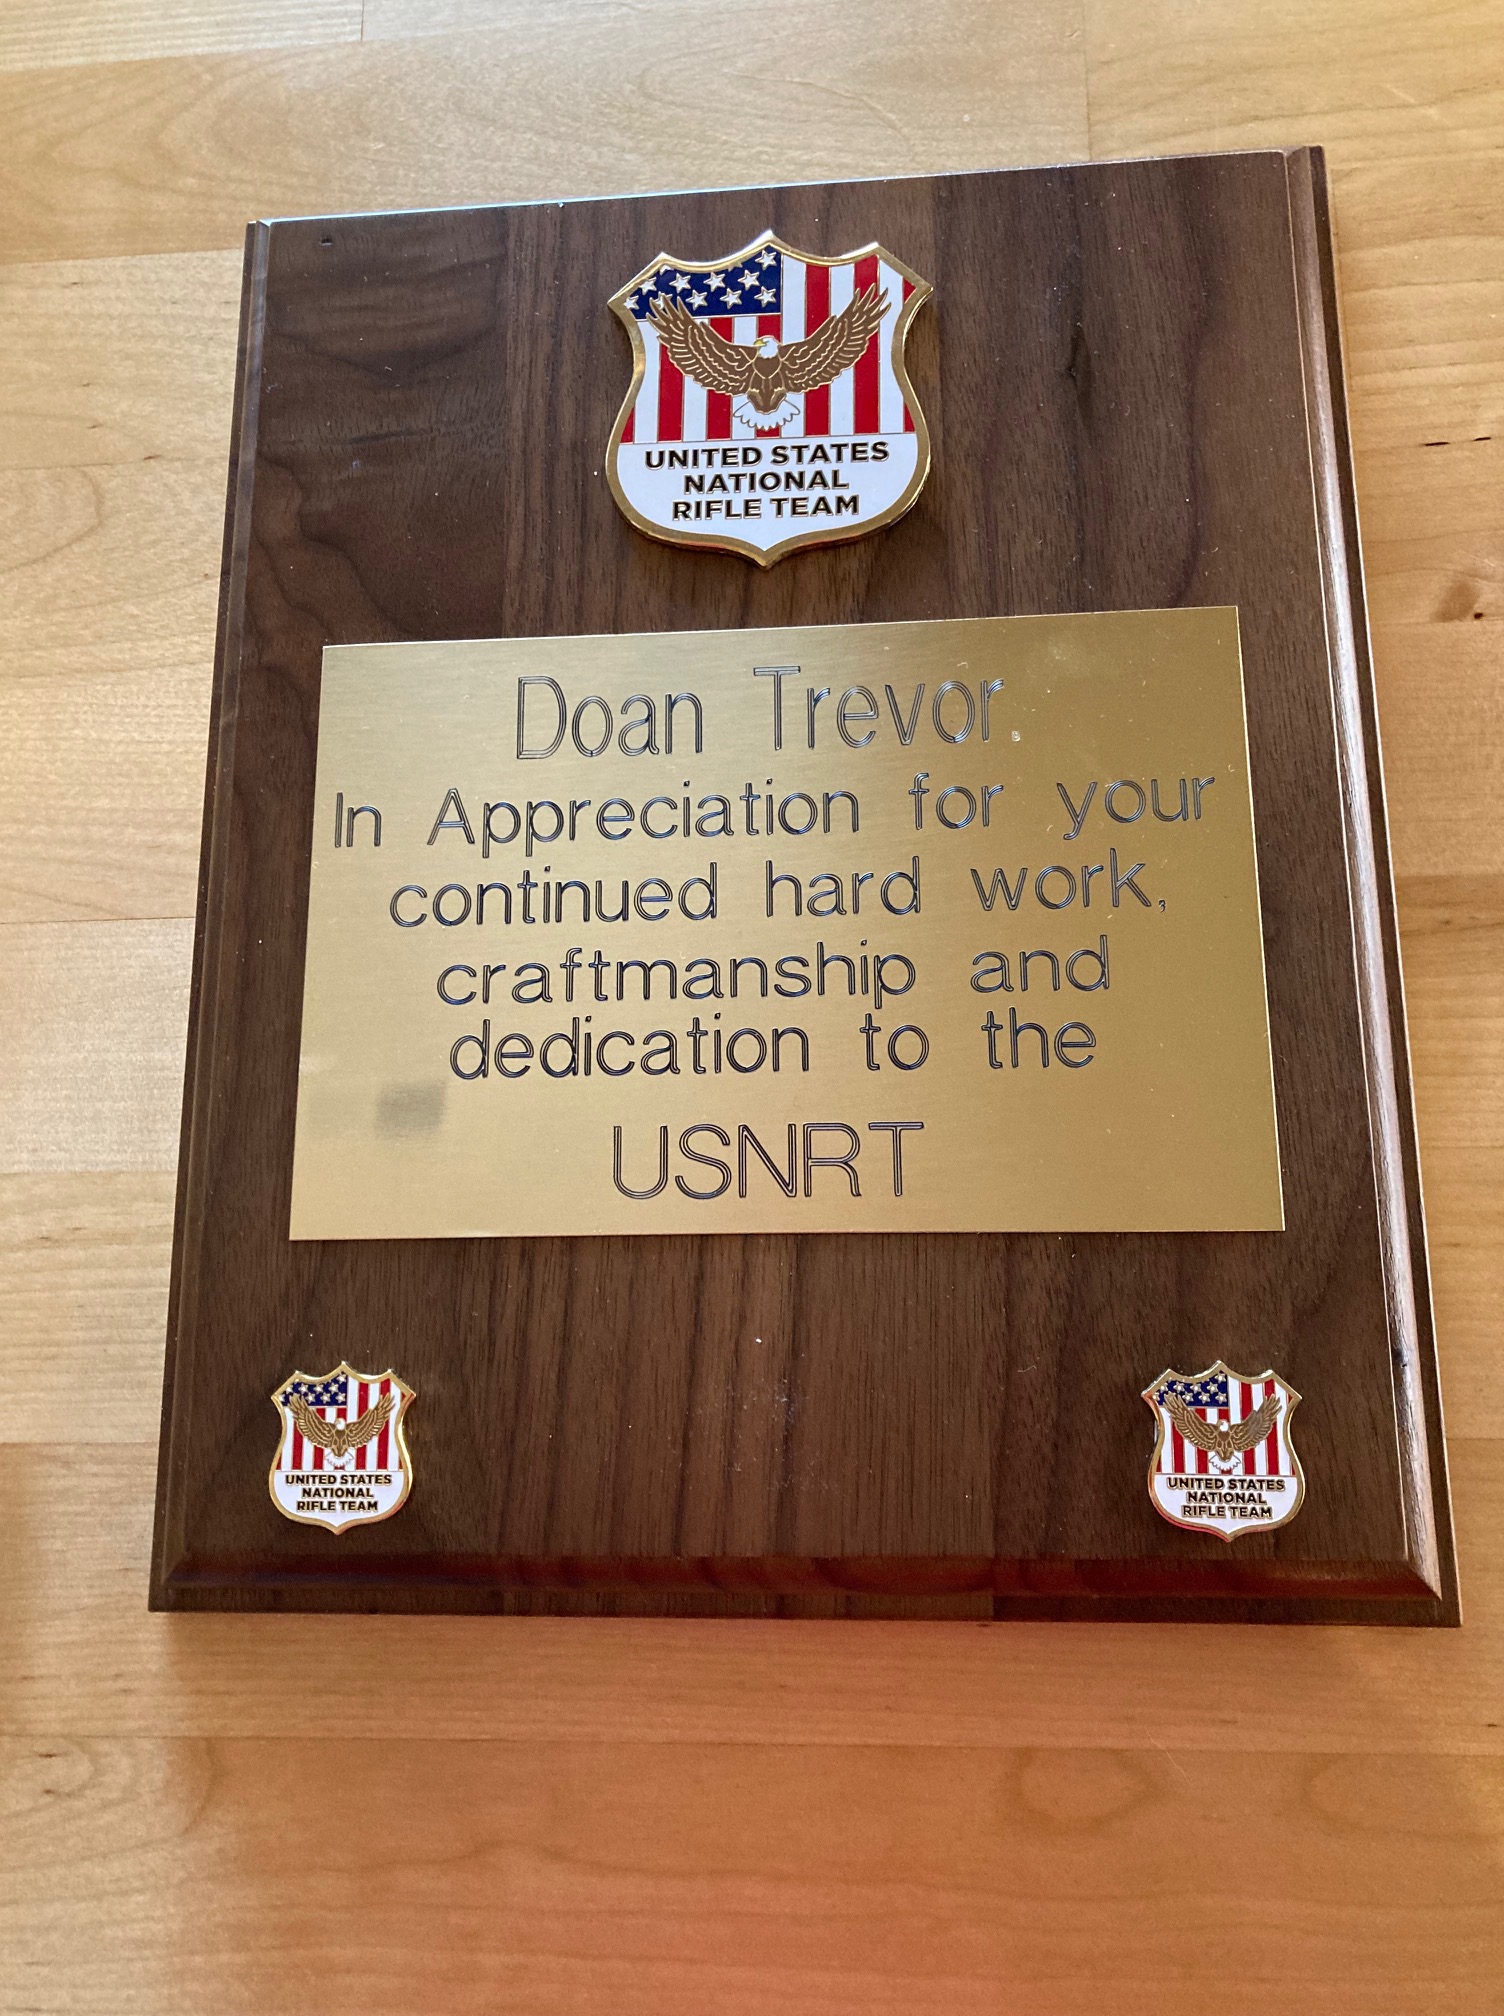 UNITED STATES
NATIONAL
RIFLE TEAM
Doan Trevor,
In Appreciation for your
continued hard work,
craftmanship and
dedication to the
USNRT
UNITED STATES
NATIONAL
RIFLE TEAM
UNITED STATES
NATIONAL
RIFLE TEAM